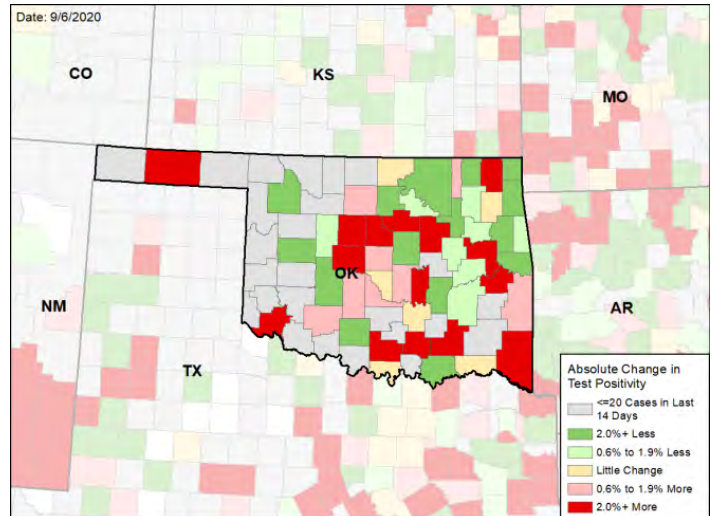 Date: 9/6/2020
CO
KS
MO
OK
NM
TX
AR
Absolute Change in
Test Positivity
<=20 Cases in Last
14 Days
2.0%+ Less
0.6% to 1.9% Less
Little Change
0.6% to 1.9% More
2.0%+ More